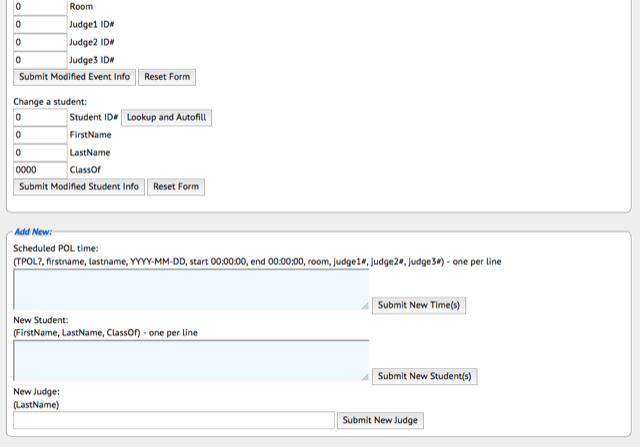 0 Room
0 Judge1 ID#
0 Judge2 ID#
0 Judge3 ID#
Submit Modified Event Info Reset Form
Change a student:
0 Student ID# Lookup and Autofill
0 FirstName
0 LastName
0000 ClassOf
Submit Modified Student Info Reset Form
Add New:
Scheduled POL time:
(TPOL?, firstname, lastname, YYYY-MM-DD, start 00:00:00, end 00:00:00, room, judge1#, judge2#, judge3#) - one per line
Submit New Time(s)
New Student:
(FirstName, LastName, ClassOf) - one per line
Submit New Student(s)
New Judge:
(LastName)
Submit New Judge